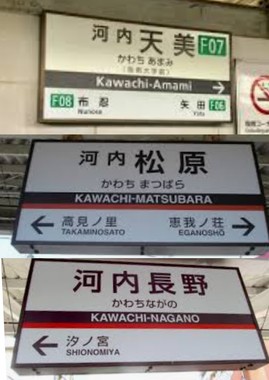 河内天美 F07
かわち あまみ
(阪南大学前)
Kawachi-Amami
F08 布忍 矢田 F06
Nunose Yata
河内松原
かわち まつばら
KAWACHI-MATSUBARA
← 高見ノ里 恵我ノ荘 →
TAKAMINOSATO EGANOSHŌ
河内長野
かわちながの
KAWACHI-NAGANO
← 汐ノ宮
SHIONOMIYA